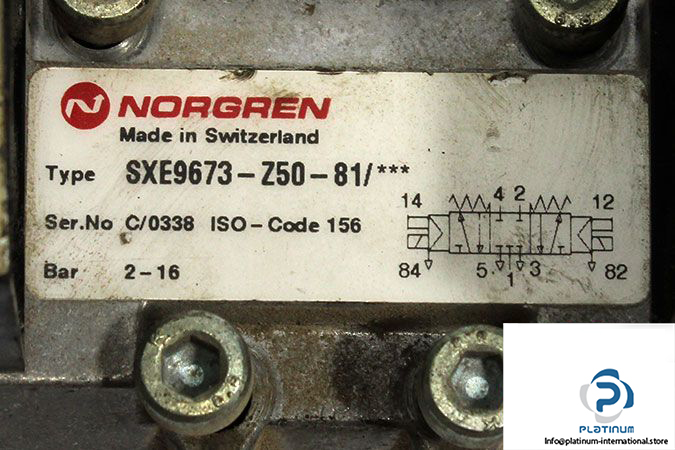 NORGREN
Made in Switzerland
Type SXE9673-Z50-81/***
14 4 2 12
Ser.No C/0338 ISO-Code 156
Bar 2-16
84 5 1 3 82
PLATINUM
Info@platinum-international.store